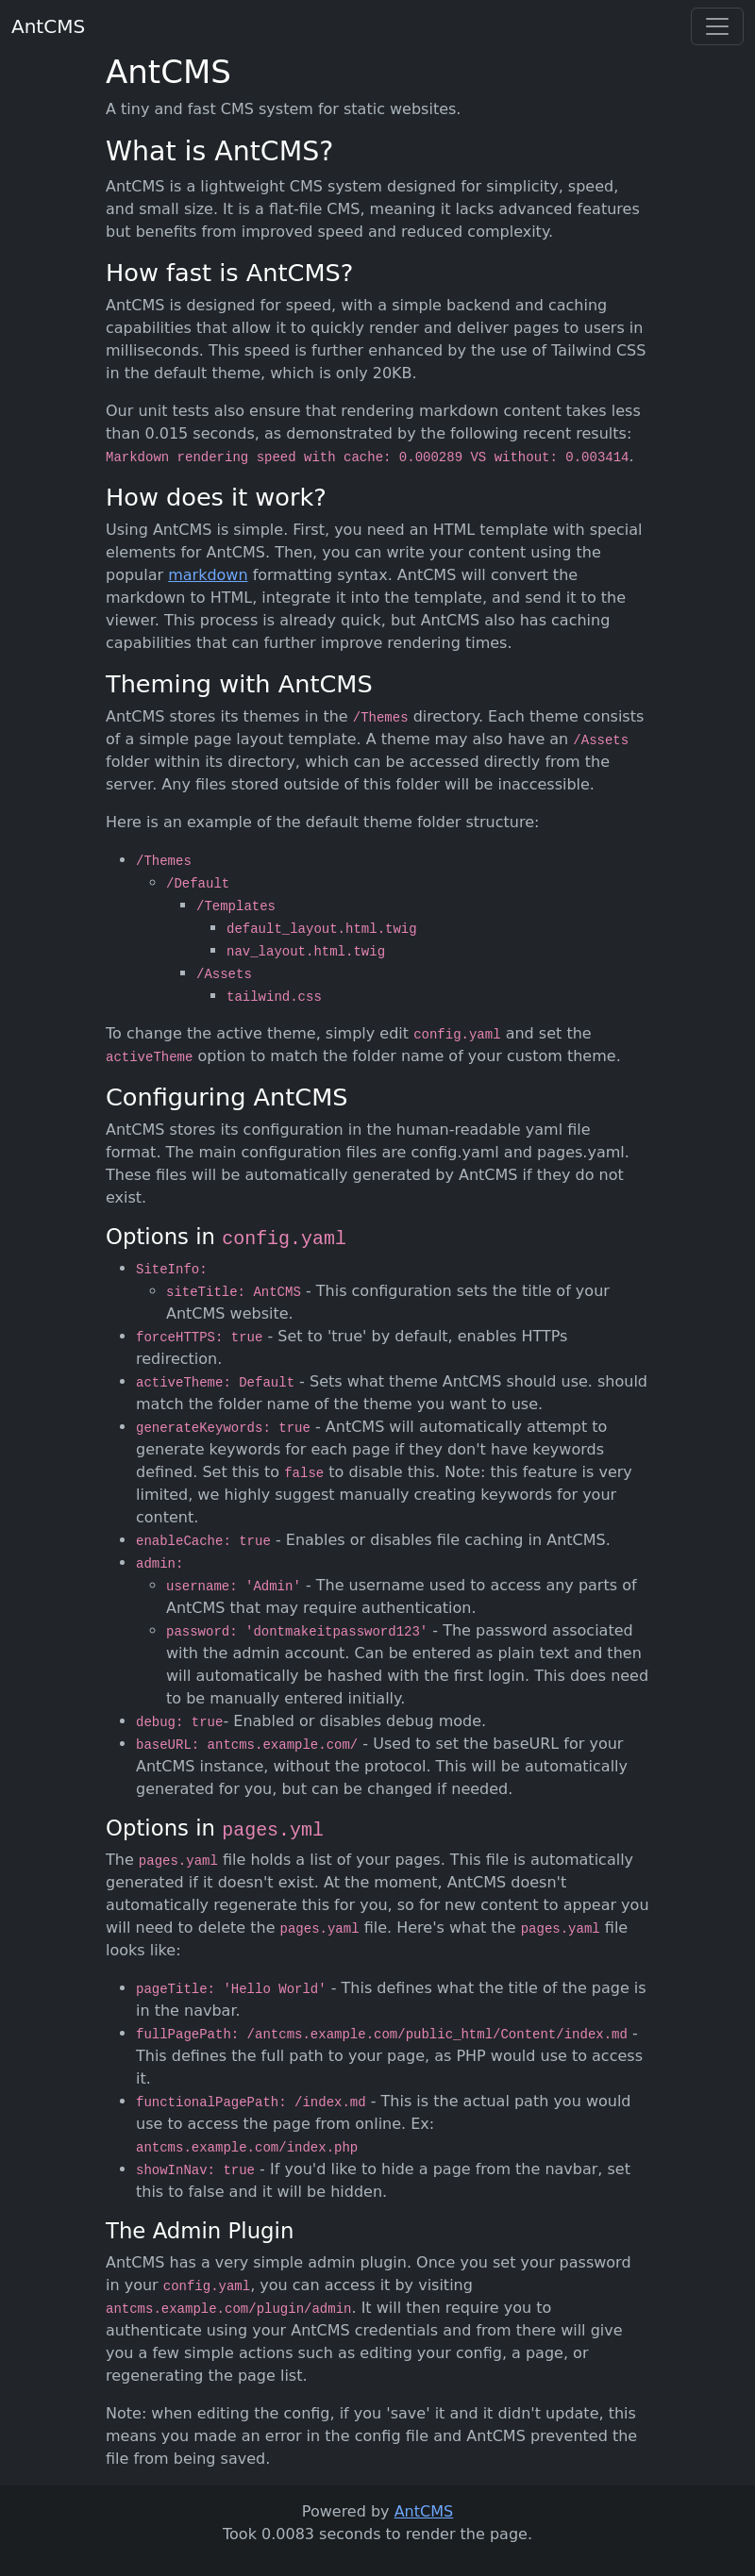 AntCMS
AntCMS
A tiny and fast CMS system for static websites.
What is AntCMS?
AntCMS is a lightweight CMS system designed for simplicity, speed,
and small size. It is a flat-file CMS, meaning it lacks advanced features
but benefits from improved speed and reduced complexity.
How fast is AntCMS?
AntCMS is designed for speed, with a simple backend and caching
capabilities that allow it to quickly render and deliver pages to users in
milliseconds. This speed is further enhanced by the use of Tailwind CSS
in the default theme, which is only 20KB.
Our unit tests also ensure that rendering markdown content takes less
than 0.015 seconds, as demonstrated by the following recent results:
Markdown rendering speed with cache: 0.000289 VS without: 0.003414.
How does it work?
Using AntCMS is simple. First, you need an HTML template with special
elements for AntCMS. Then, you can write your content using the
popular markdown formatting syntax. AntCMS will convert the
markdown to HTML, integrate it into the template, and send it to the
viewer. This process is already quick, but AntCMS also has caching
capabilities that can further improve rendering times.
Theming with AntCMS
AntCMS stores its themes in the /Themes directory. Each theme consists
of a simple page layout template. A theme may also have an /Assets
folder within its directory, which can be accessed directly from the
server. Any files stored outside of this folder will be inaccessible.
Here is an example of the default theme folder structure:
/Themes
/Default
/Templates
default_layout.html.twig
nav_layout.html.twig
/Assets
tailwind.css
To change the active theme, simply edit config.yaml and set the
activeTheme option to match the folder name of your custom theme.
Configuring AntCMS
AntCMS stores its configuration in the human-readable yaml file
format. The main configuration files are config.yaml and pages.yaml.
These files will be automatically generated by AntCMS if they do not
exist.
Options in config.yaml
SiteInfo:
siteTitle: AntCMS - This configuration sets the title of your
AntCMS website.
forceHTTPS: true - Set to 'true' by default, enables HTTPs
redirection.
activeTheme: Default - Sets what theme AntCMS should use. should
match the folder name of the theme you want to use.
generateKeywords: true - AntCMS will automatically attempt to
generate keywords for each page if they don't have keywords
defined. Set this to false to disable this. Note: this feature is very
limited, we highly suggest manually creating keywords for your
content.
enableCache: true - Enables or disables file caching in AntCMS.
admin:
username: 'Admin' - The username used to access any parts of
AntCMS that may require authentication.
password: 'dontmakeitpassword123' - The password associated
with the admin account. Can be entered as plain text and then
will automatically be hashed with the first login. This does need
to be manually entered initially.
debug: true- Enabled or disables debug mode.
baseURL: antcms.example.com/ - Used to set the baseURL for your
AntCMS instance, without the protocol. This will be automatically
generated for you, but can be changed if needed.
Options in pages.yml
The pages.yaml file holds a list of your pages. This file is automatically
generated if it doesn't exist. At the moment, AntCMS doesn't
automatically regenerate this for you, so for new content to appear you
will need to delete the pages.yaml file. Here's what the pages.yaml file
looks like:
pageTitle: 'Hello World' - This defines what the title of the page is
in the navbar.
fullPagePath: /antcms.example.com/public_html/Content/index.md -
This defines the full path to your page, as PHP would use to access
it.
functionalPagePath: /index.md - This is the actual path you would
use to access the page from online. Ex:
antcms.example.com/index.php
showInNav: true - If you'd like to hide a page from the navbar, set
this to false and it will be hidden.
The Admin Plugin
AntCMS has a very simple admin plugin. Once you set your password
in your config.yaml, you can access it by visiting
antcms.example.com/plugin/admin. It will then require you to
authenticate using your AntCMS credentials and from there will give
you a few simple actions such as editing your config, a page, or
regenerating the page list.
Note: when editing the config, if you 'save' it and it didn't update, this
means you made an error in the config file and AntCMS prevented the
file from being saved.
Powered by AntCMS
Took 0.0083 seconds to render the page.